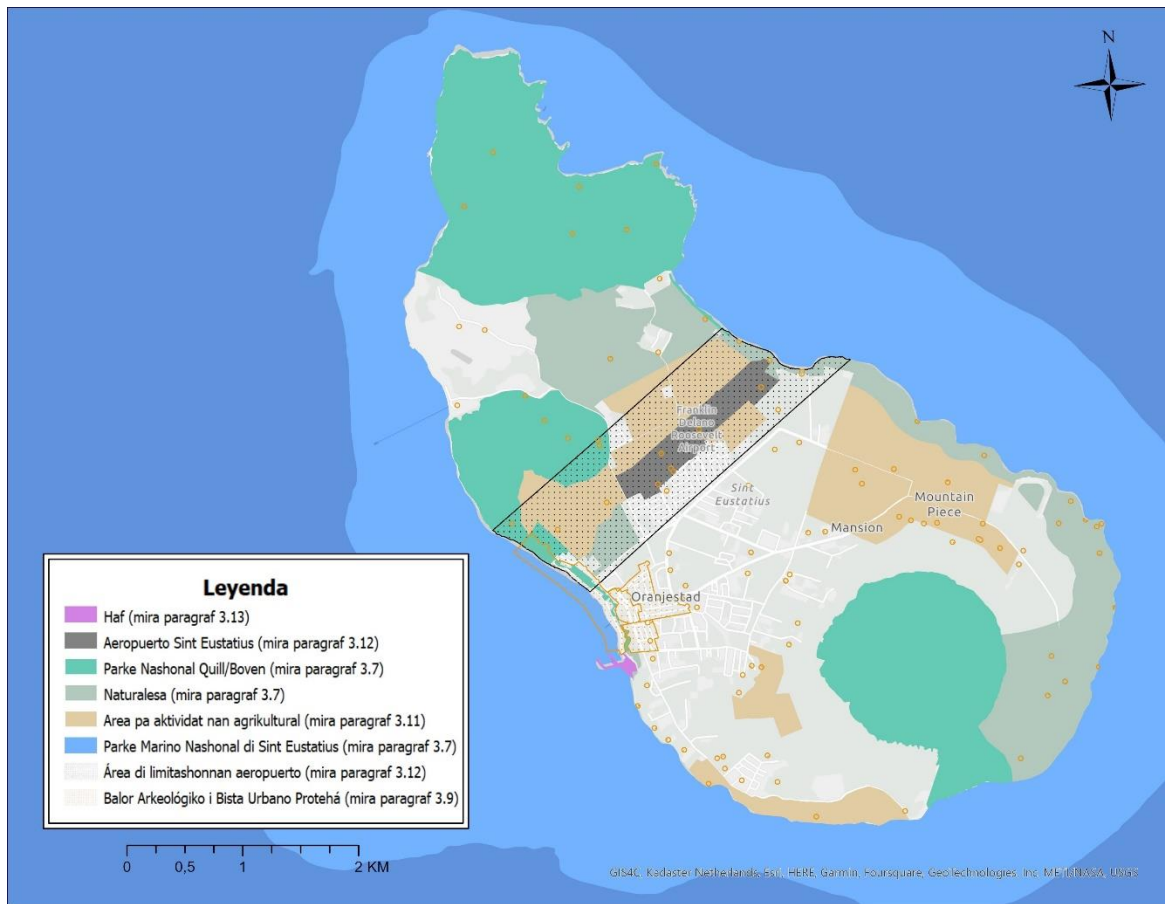 N
Franklin
Delano
Roosevelt
Airport
Sint
Eustatius
Mountain
Piece
Mansion
Oranjestad
Leyenda
Haf (mira paragraf 3.13)
Aeropuerto Sint Eustatius (mira paragraf 3.12)
Parke Nashonal Quill/Boven (mira paragraf 3.7)
Naturalesa (mira paragraf 3.7)
Area pa aktividat nan agrikultural (mira paragraf 3.11)
Parke Marino Nashonal di Sint Eustatius (mira paragraf 3.7)
Área di limitashonnan aeropuerto (mira paragraf 3.12)
Balor Arkeológiko i Bista Urbano Protehá (mira paragraf 3.9)
0 0,5 1 2 KM
GIS4C, Kadaster Netherlands, Esri, HERE, Garmin, Foursquare, GeoTechnologies, Inc, METI/NASA, USGS